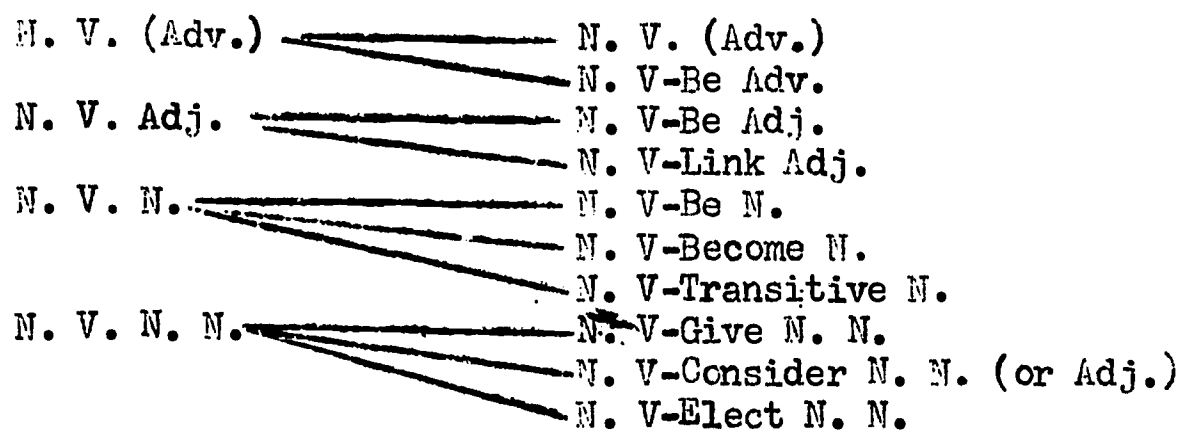 N. V. (Adv.) N. V. (Adv.)
N. V-Be Adv.
N. V. Adj. N. V-Be Adj.
N. V-Link Adj.
N. V. N. N. V-Be N.
N. V-Become N.
N. V-Transitive N.
N. V. N. N. N. V-Give N. N.
N. V-Consider N. N. (or Adj.)
N. V-Elect N. N.